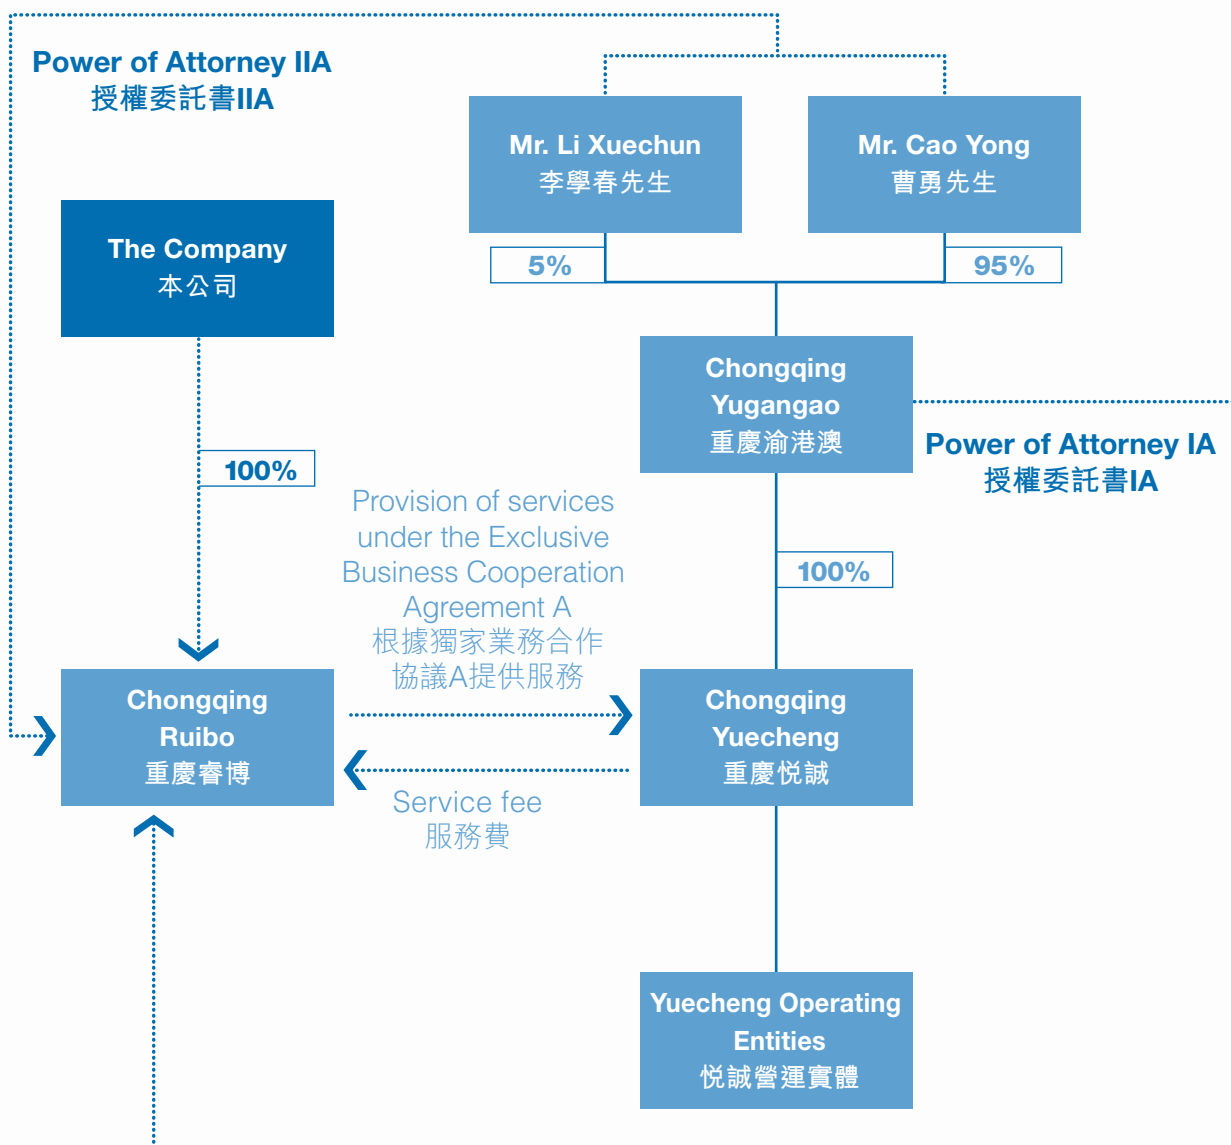 Power of Attorney IIA
授權委託書IIA
Mr. Li Xuechun
李學春先生
Mr. Cao Yong
曹勇先生
The Company
本公司
5%
95%
Chongqing
Yugangao
重慶渝港澳
Power of Attorney IA
授權委託書IA
100%
Provision of services
under the Exclusive
Business Cooperation
Agreement A
根據獨家業務合作
協議A提供服務
100%
Chongqing
Ruibo
重慶睿博
Chongqing
Yuecheng
重慶悦誠
Service fee
服務費
Yuecheng Operating
Entities
悦誠營運實體